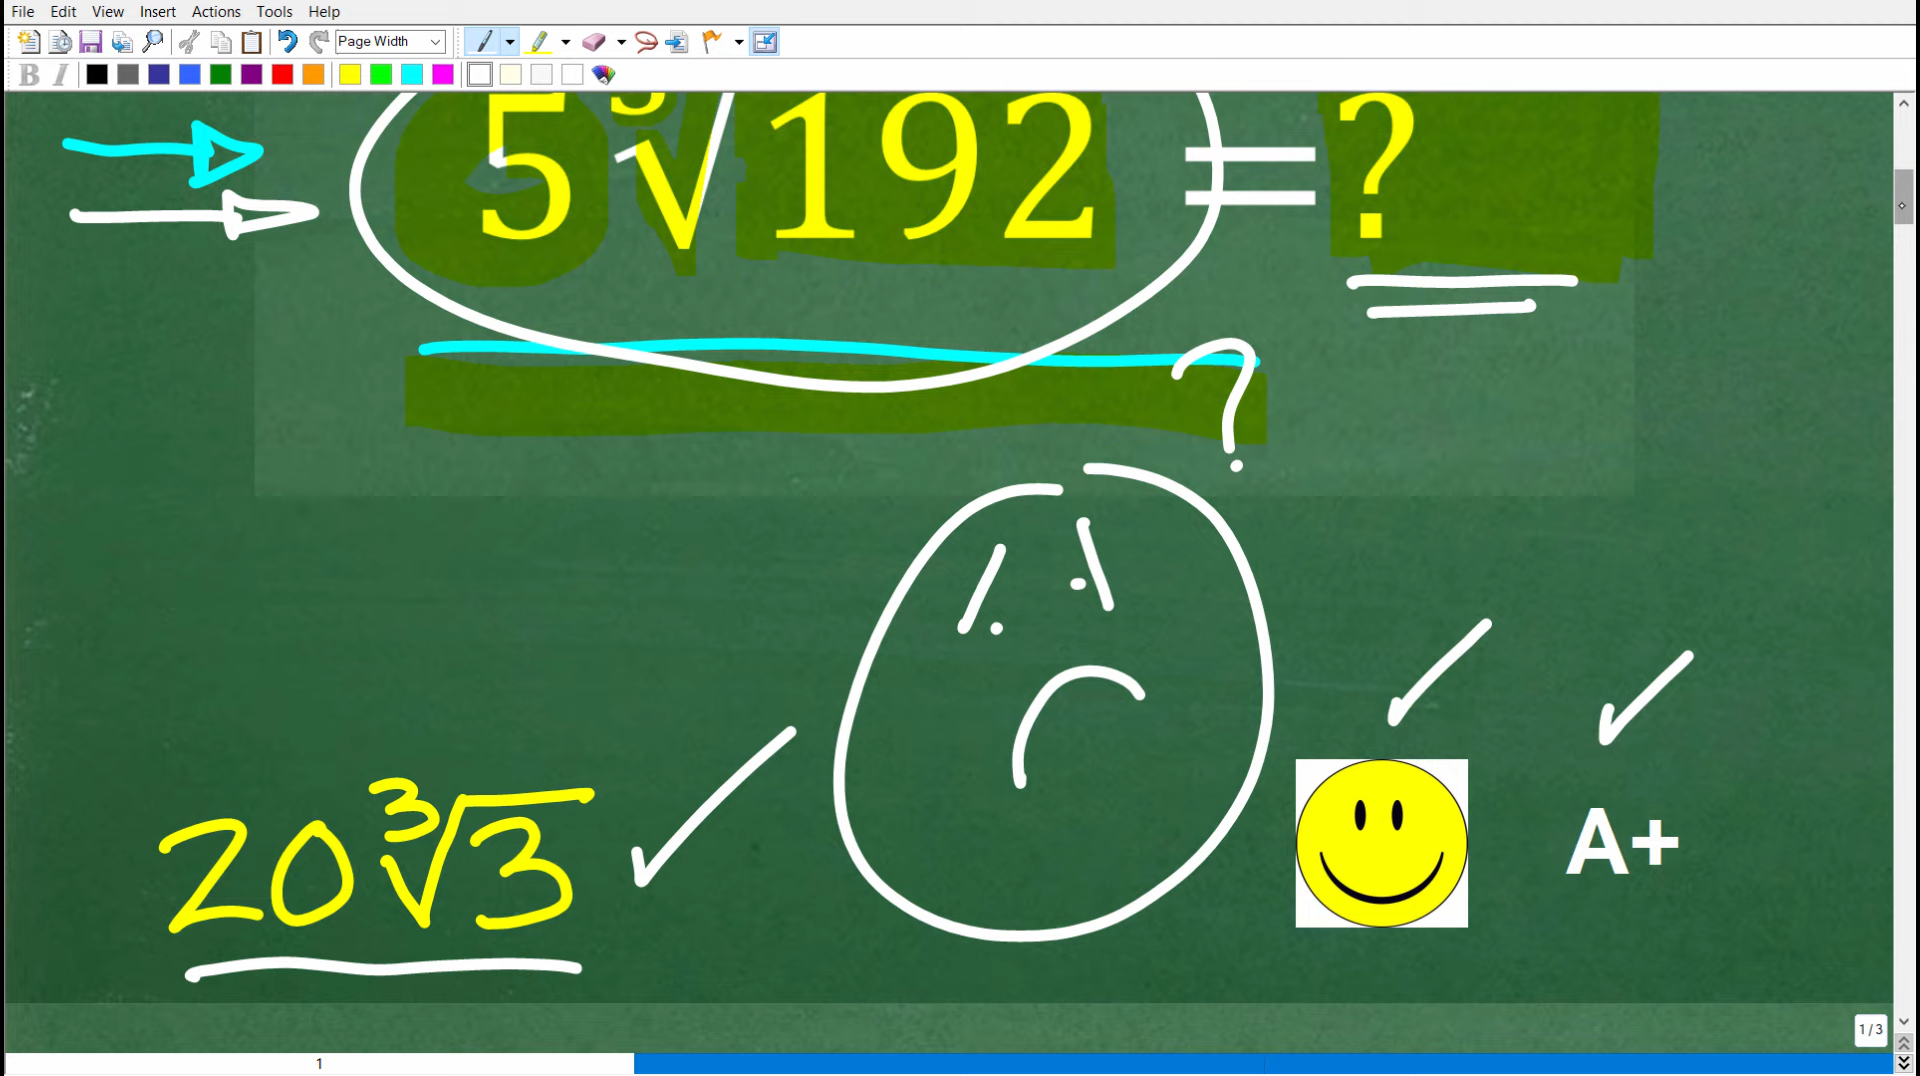 File Edit View Insert Actions Tools Help
Page Width
B I
5∛192 = ?
?
20∛3
A+
1 / 3
1